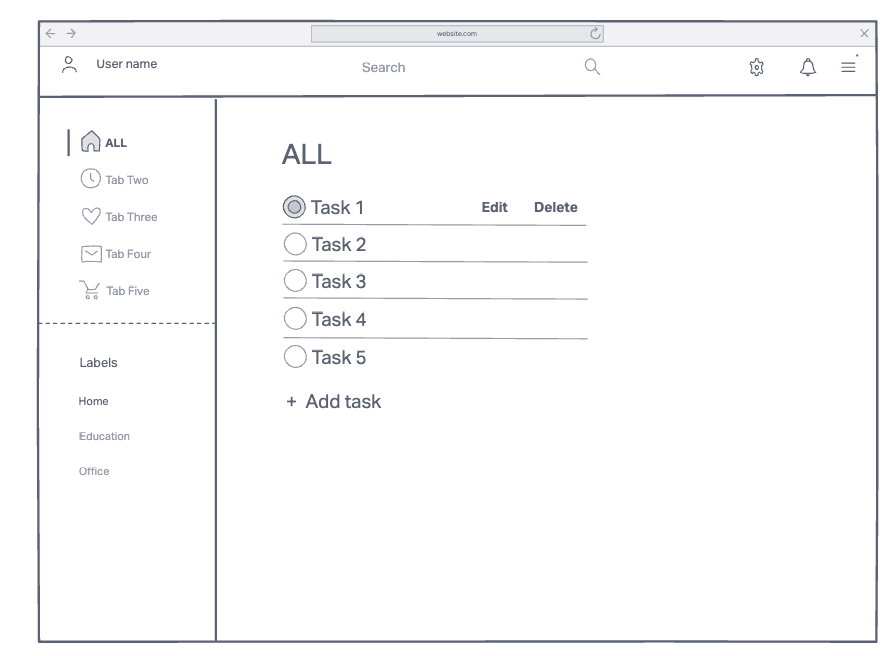 website.com
User name
Search
ALL
Tab Two
Tab Three
Tab Four
Tab Five
Labels
Home
Education
Office
ALL
Task 1 Edit Delete
Task 2
Task 3
Task 4
Task 5
+ Add task